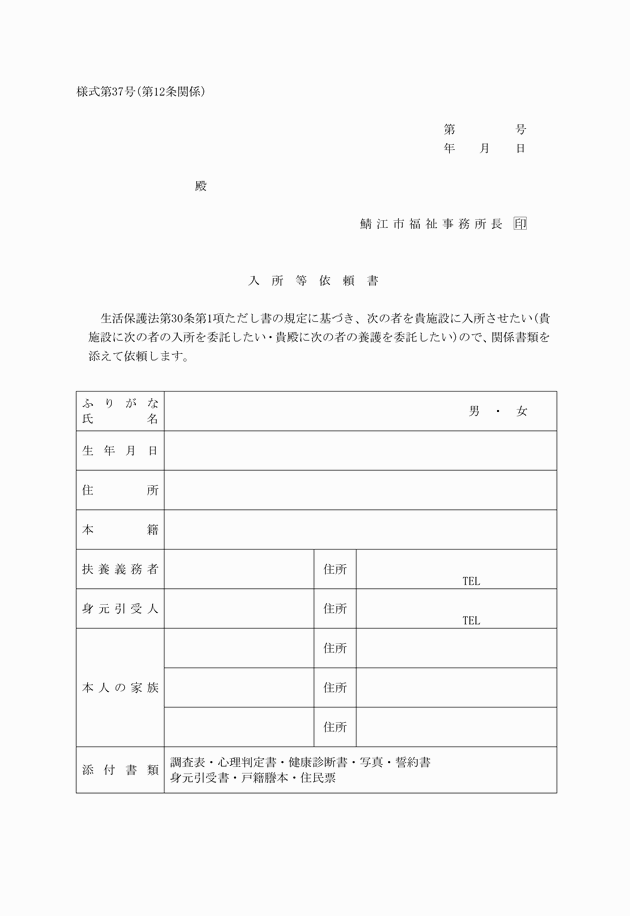 様式第37号(第12条関係)
第　　　　　号
年　　月　　日
殿
鯖江市福祉事務所長　印
入所等依頼書
生活保護法第30条第1項ただし書の規定に基づき、次の者を貴施設に入所させたい(貴
施設に次の者の入所を委託したい・貴殿に次の者の養護を委託したい)ので、関係書類を
添えて依頼します。
ふりがな
氏　　名　　男・女
生年月日
住　　所
本　　籍
扶養義務者　住所　TEL
身元引受人　住所　TEL
住所
本人の家族　住所
住所
添付書類
調査表・心理判定書・健康診断書・写真・誓約書
身元引受書・戸籍謄本・住民票